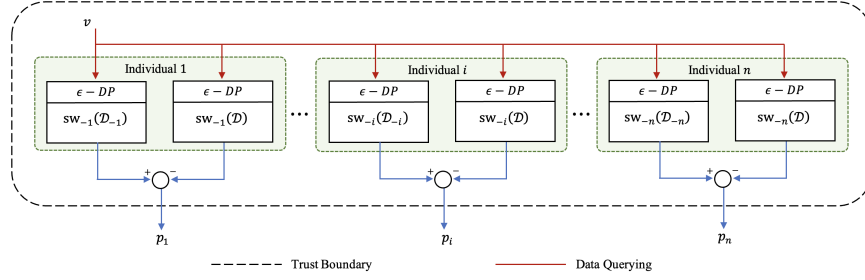 v
Individual 1
Individual i
Individual n
ϵ − DP
ϵ − DP
ϵ − DP
ϵ − DP
ϵ − DP
ϵ − DP
sw₋₁(𝒟₋₁)
sw₋₁(𝒟)
...
sw₋ᵢ(𝒟₋ᵢ)
sw₋ᵢ(𝒟)
...
sw₋ₙ(𝒟₋ₙ)
sw₋ₙ(𝒟)
+ −
+ −
+ −
p₁
pᵢ
pₙ
Trust Boundary
Data Querying